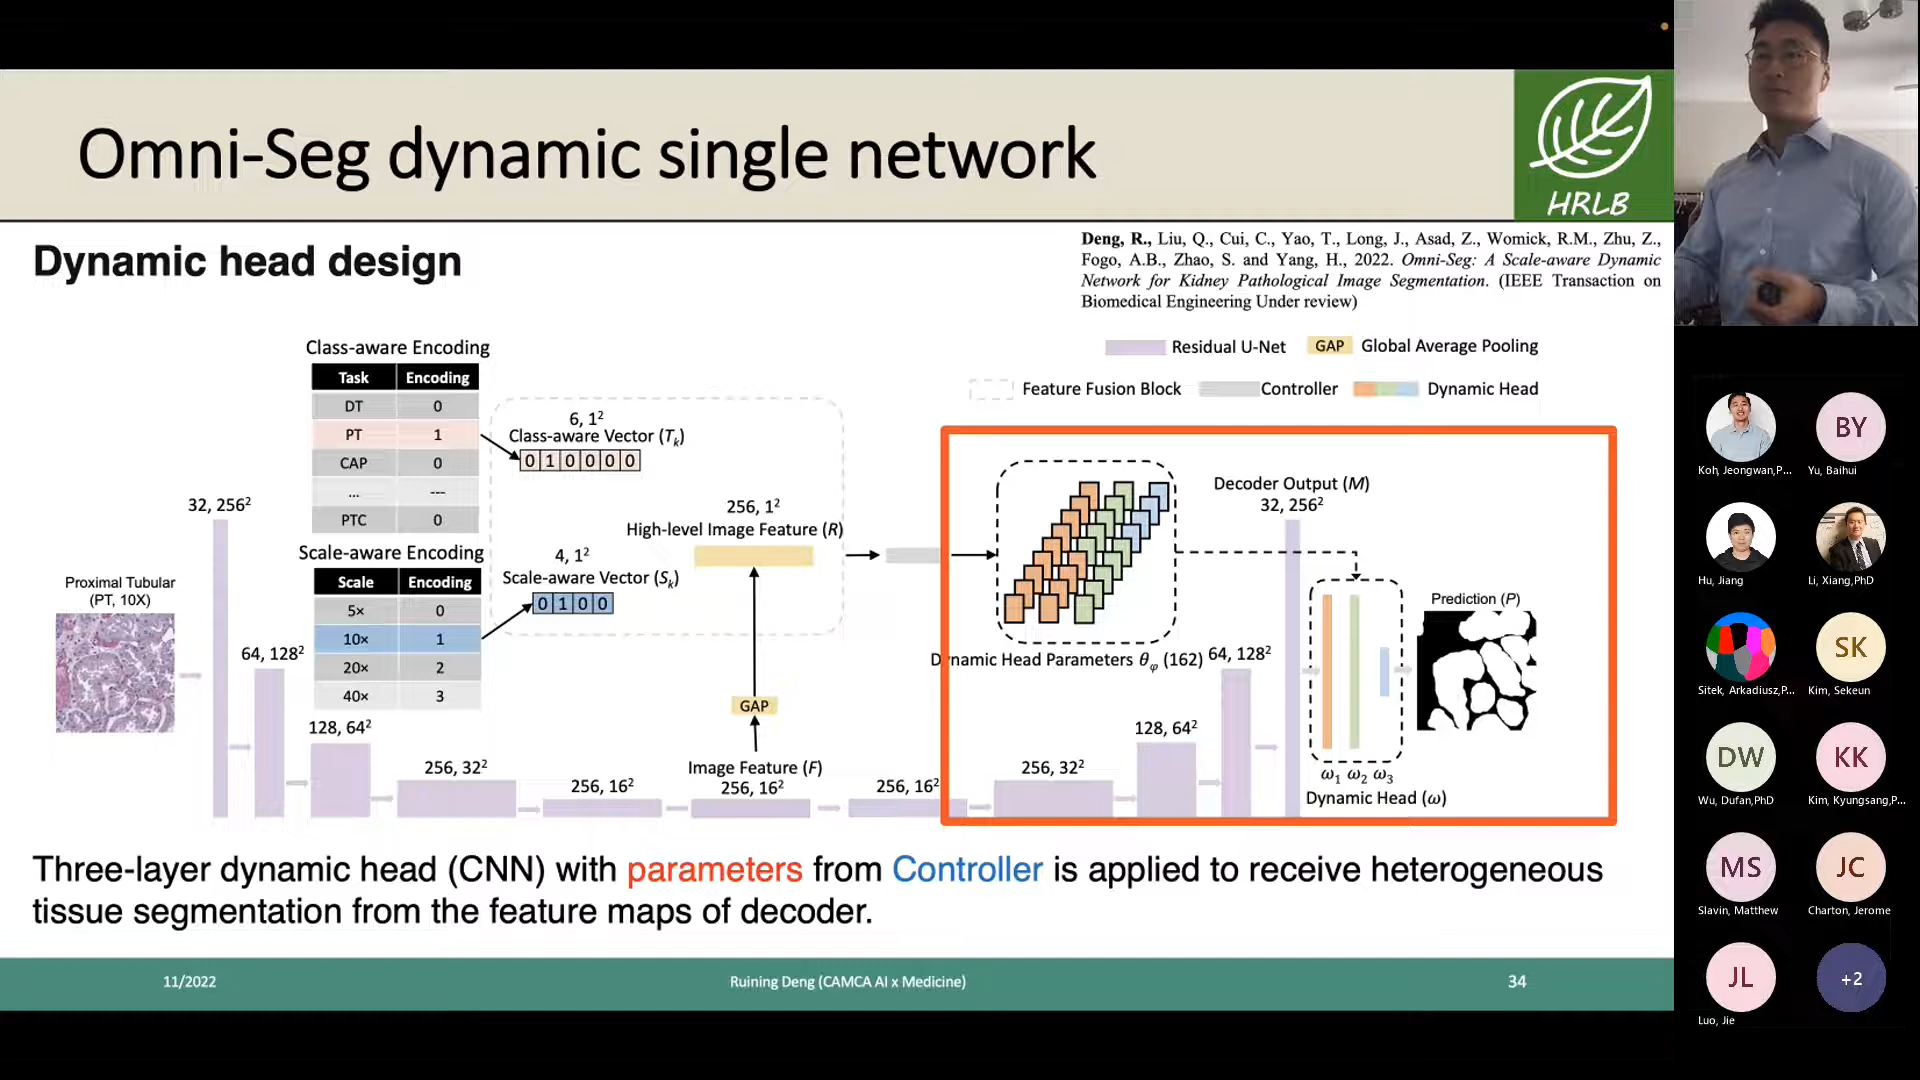 Omni-Seg dynamic single network
HRLB
Dynamic head design
Deng, R., Liu, Q., Cui, C., Yao, T., Long, J., Asad, Z., Womick, R.M., Zhu, Z.,
Fogo, A.B., Zhao, S. and Yang, H., 2022. Omni-Seg: A Scale-aware Dynamic
Network for Kidney Pathological Image Segmentation. (IEEE Transaction on
Biomedical Engineering Under review)
Residual U-Net
GAP Global Average Pooling
Feature Fusion Block
Controller
Dynamic Head
Class-aware Encoding
Task Encoding
DT 0
PT 1
CAP 0
... ---
PTC 0
Scale-aware Encoding
Scale Encoding
5× 0
10× 1
20× 2
40× 3
6, 1²
Class-aware Vector (Tₖ)
0 1 0 0 0 0
4, 1²
Scale-aware Vector (Sₖ)
0 1 0 0
256, 1²
High-level Image Feature (R)
GAP
Image Feature (F)
256, 16²
Proximal Tubular
(PT, 10X)
32, 256²
64, 128²
128, 64²
256, 32²
256, 16²
256, 16²
256, 32²
128, 64²
64, 128²
Dynamic Head Parameters θᵩ (162)
Decoder Output (M)
32, 256²
Prediction (P)
ω₁ ω₂ ω₃
Dynamic Head (ω)
Three-layer dynamic head (CNN) with parameters from Controller is applied to receive heterogeneous
tissue segmentation from the feature maps of decoder.
11/2022
Ruining Deng (CAMCA AI x Medicine)
34
Koh, Jeongwan,P...
BY
Yu, Baihui
Hu, Jiang
Li, Xiang,PhD
Sitek, Arkadiusz,P...
SK
Kim, Sekeun
DW
Wu, Dufan,PhD
KK
Kim, Kyungsang,P...
MS
Slavin, Matthew
JC
Charton, Jerome
JL
Luo, Jie
+2